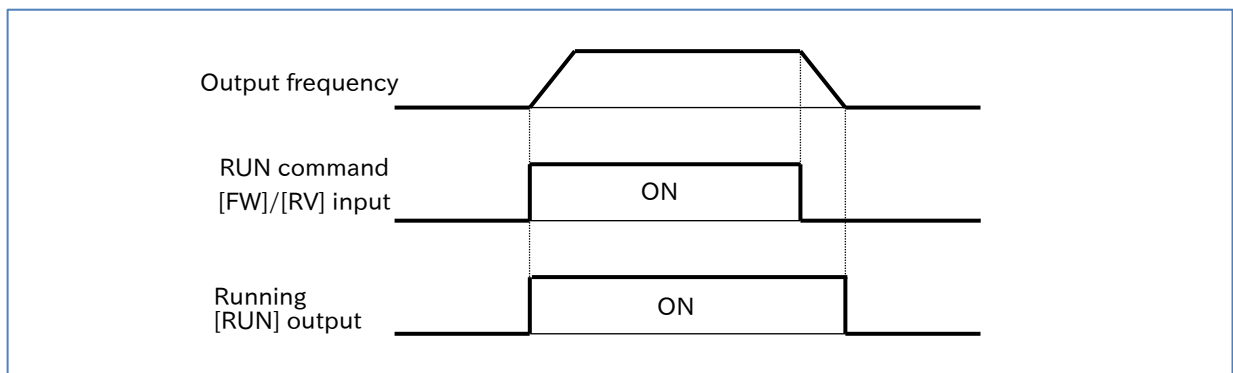 Output frequency
RUN command
[FW]/[RV] input
ON
Running
[RUN] output
ON